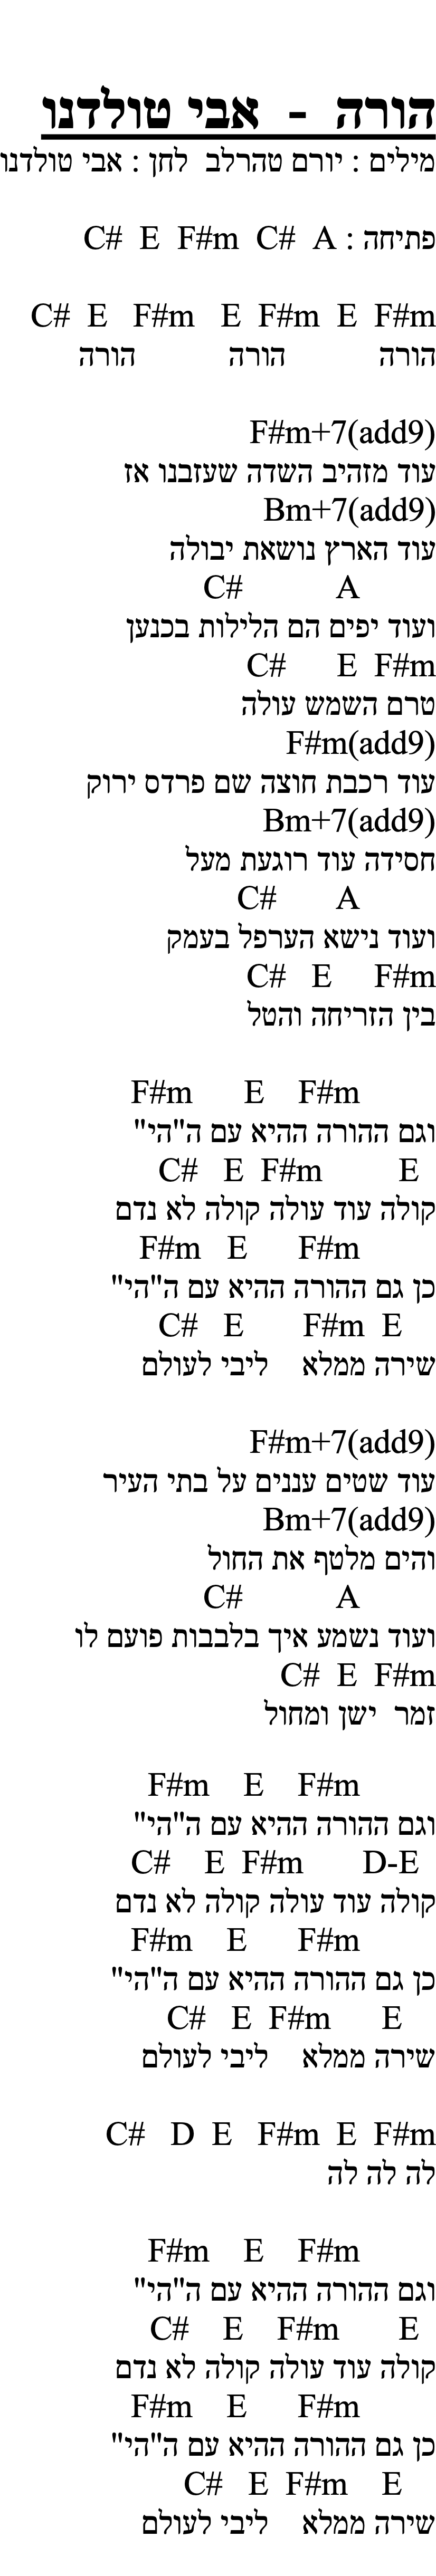 הורה - אבי טולדנו
מילים : יורם טהרלב לחן : אבי טולדנו
פתיחה : C# E F#m C# A
C# E F#m E F#m E F#m
הורה הורה הורה
F#m+7(add9)
עוד מזהיב השדה שעזבנו אז
Bm+7(add9)
עוד הארץ נושאת יבולה
C# A
ועוד יפים הם הלילות בכנען
C# E F#m
טרם השמש עולה
F#m(add9)
עוד רכבת חוצה שם פרדס ירוק
Bm+7(add9)
חסידה עוד רוגעת מעל
C# A
ועוד נישא הערפל בעמק
C# E F#m
בין הזריחה והטל
F#m E F#m
וגם ההורה ההיא עם ה"הי"
C# E F#m E
קולה עוד עולה קולה לא נדם
F#m E F#m
כן גם ההורה ההיא עם ה"הי"
C# E F#m E
שירה ממלא ליבי לעולם
F#m+7(add9)
עוד שטים עננים על בתי העיר
Bm+7(add9)
והים מלטף את החול
C# A
ועוד נשמע איך בלבבות פועם לו
C# E F#m
זמר ישן ומחול
F#m E F#m
וגם ההורה ההיא עם ה"הי"
C# E F#m D-E
קולה עוד עולה קולה לא נדם
F#m E F#m
כן גם ההורה ההיא עם ה"הי"
C# E F#m E
שירה ממלא ליבי לעולם
C# D E F#m E F#m
לה לה לה
F#m E F#m
וגם ההורה ההיא עם ה"הי"
C# E F#m E
קולה עוד עולה קולה לא נדם
F#m E F#m
כן גם ההורה ההיא עם ה"הי"
C# E F#m E
שירה ממלא ליבי לעולם